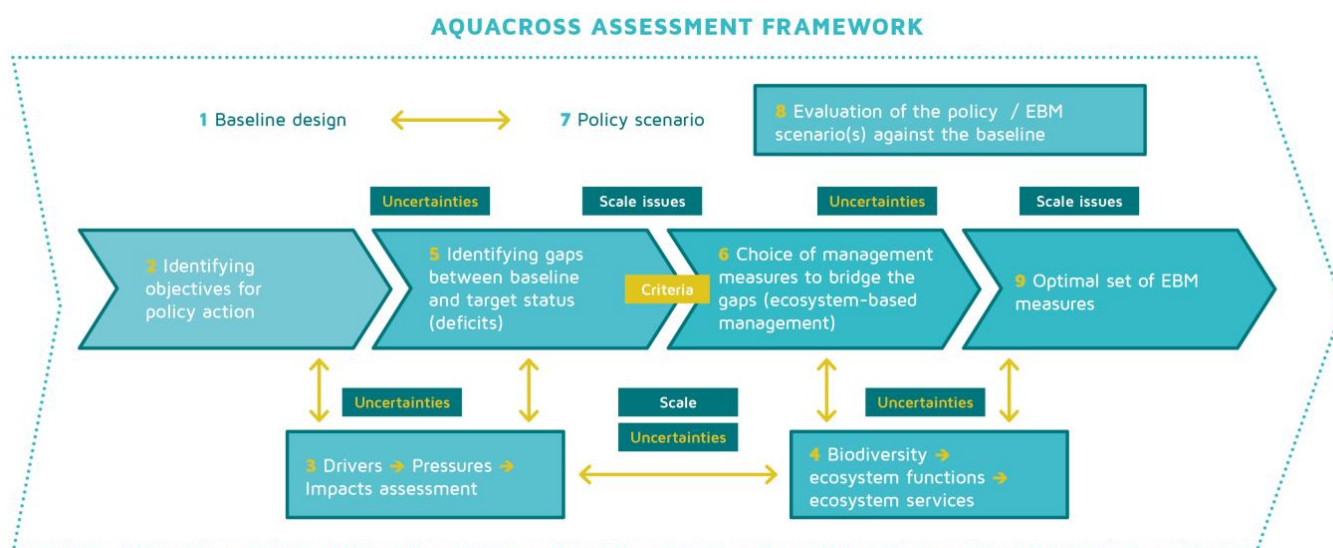 AQUACROSS ASSESSMENT FRAMEWORK
1 Baseline design
7 Policy scenario
8 Evaluation of the policy / EBM
scenario(s) against the baseline
Uncertainties
Scale issues
Uncertainties
Scale issues
2 Identifying
objectives for
policy action
5 Identifying gaps
between baseline
and target status
(deficits)
Criteria
6 Choice of management
measures to bridge the
gaps (ecosystem-based
management)
9 Optimal set of EBM
measures
Uncertainties
Scale
Uncertainties
Uncertainties
3 Drivers → Pressures →
Impacts assessment
4 Biodiversity →
ecosystem functions →
ecosystem services